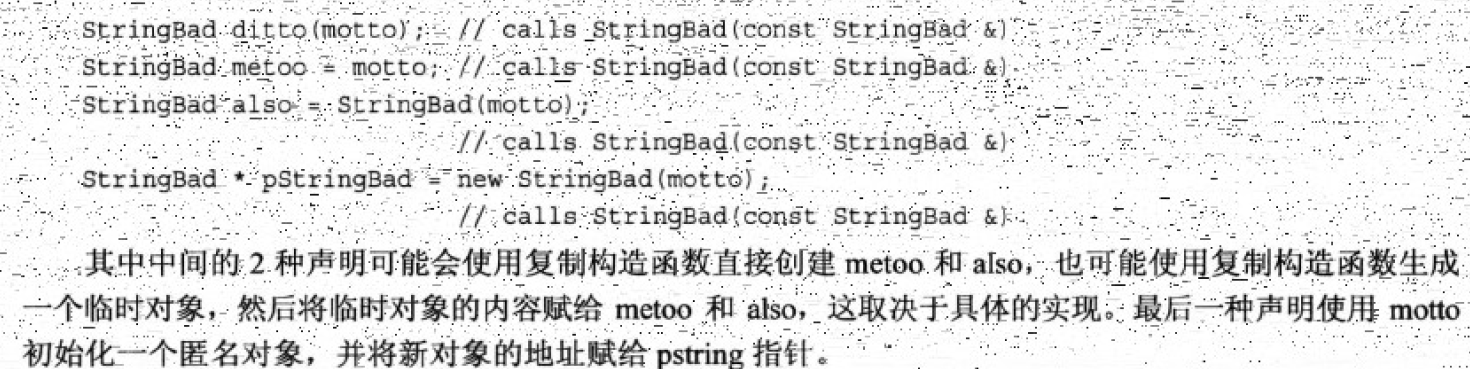 StringBad ditto(motto); // calls StringBad(const StringBad &)
StringBad metoo = motto; // calls StringBad(const StringBad &)
StringBad also = StringBad(motto);
// calls StringBad(const StringBad &)
StringBad * pStringBad = new StringBad(motto);
// calls StringBad(const StringBad &)
其中中间的 2 种声明可能会使用复制构造函数直接创建 metoo 和 also，也可能使用复制构造函数生成
一个临时对象，然后将临时对象的内容赋给 metoo 和 also，这取决于具体的实现。最后一种声明使用 motto
初始化一个匿名对象，并将新对象的地址赋给 pstring 指针。